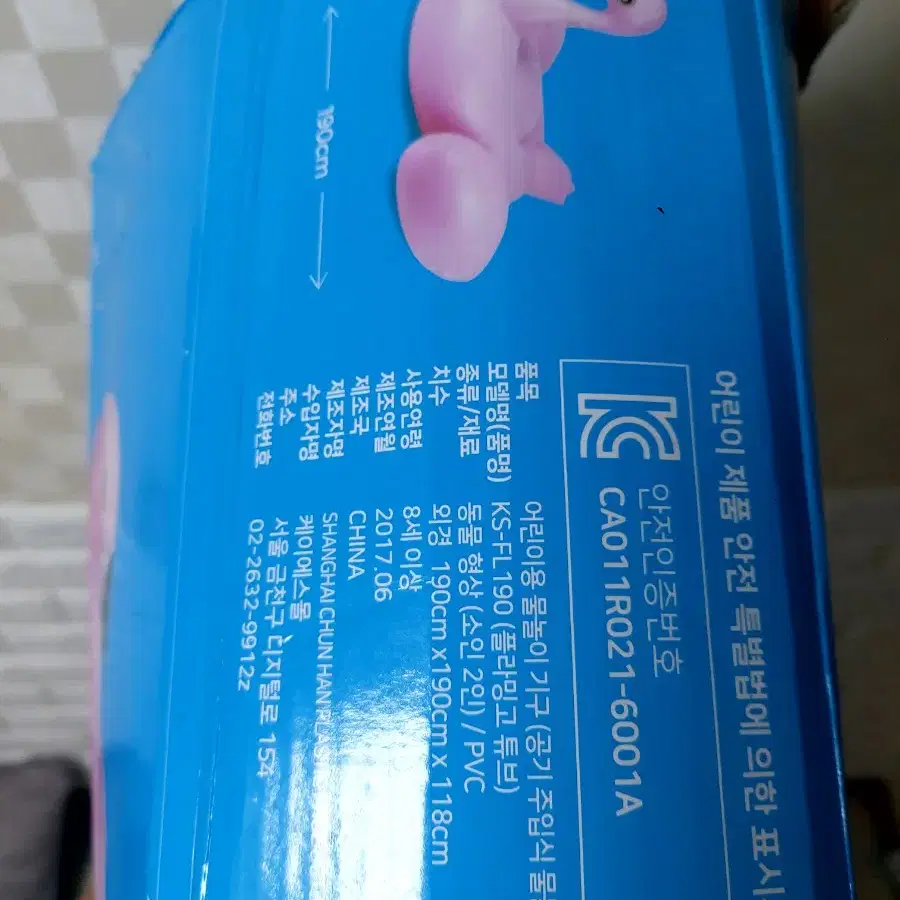 어린이 제품 안전 특별법에 의한 표시
안전인증번호
CA011R021-6001A
품목 어린이용 물놀이 기구 (공기 주입식
모델명(품명) KS-FL190 (플라밍고 튜브)
종류/재료 동물 형상 (소인 2인) / PVC
치수 외경 190cm x190cm x 118cm
사용연령 8세 이상
제조연월 2017.06
제조국 CHINA
제조자명 SHANGHAI CHUN HAN
수입자명 케이에스몰
주소 서울 금천구 디지털로 154
전화번호 02-2632-9912z
190cm